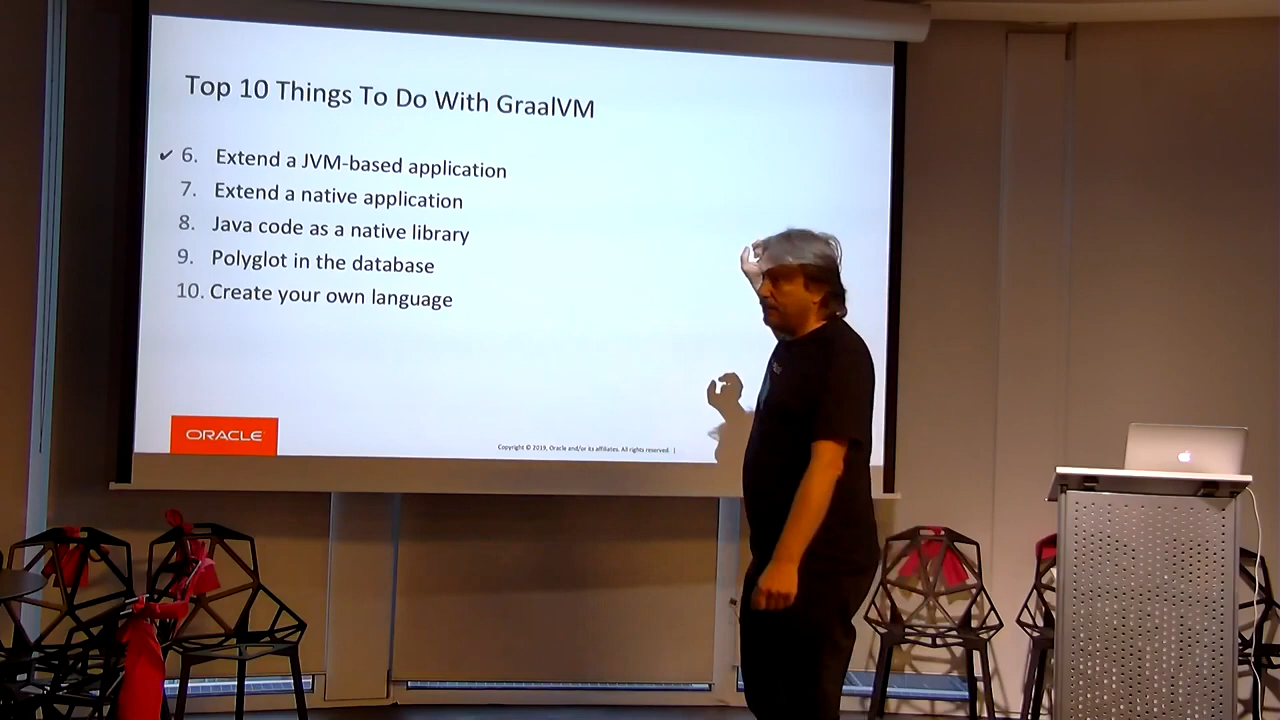 Top 10 Things To Do With GraalVM
✔ 6. Extend a JVM-based application
7. Extend a native application
8. Java code as a native library
9. Polyglot in the database
10. Create your own language
ORACLE
Copyright © 2019, Oracle and/or its affiliates. All rights reserved. |